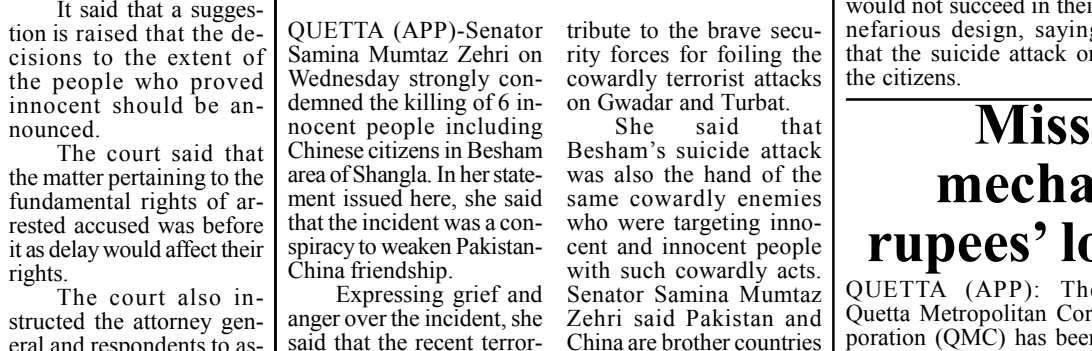 It said that a sugges-
tion is raised that the de-
cisions to the extent of
the people who proved
innocent should be an-
nounced.
The court said that
the matter pertaining to the
fundamental rights of ar-
rested accused was before
it as delay would affect their
rights.
The court also in-
structed the attorney gen-
eral and respondents to as-
QUETTA (APP)-Senator
Samina Mumtaz Zehri on
Wednesday strongly con-
demned the killing of 6 in-
nocent people including
Chinese citizens in Besham
area of Shangla. In her state-
ment issued here, she said
that the incident was a con-
spiracy to weaken Pakistan-
China friendship.
Expressing grief and
anger over the incident, she
said that the recent terror-
tribute to the brave secu-
rity forces for foiling the
cowardly terrorist attacks
on Gwadar and Turbat.
She said that
Besham's suicide attack
was also the hand of the
same cowardly enemies
who were targeting inno-
cent and innocent people
with such cowardly acts.
Senator Samina Mumtaz
Zehri said Pakistan and
China are brother countries
would not succeed in their
nefarious design, saying
that the suicide attack on
the citizens.
Miss
mecha
rupees' lo
QUETTA (APP): The
Quetta Metropolitan Cor
poration (QMC) has been